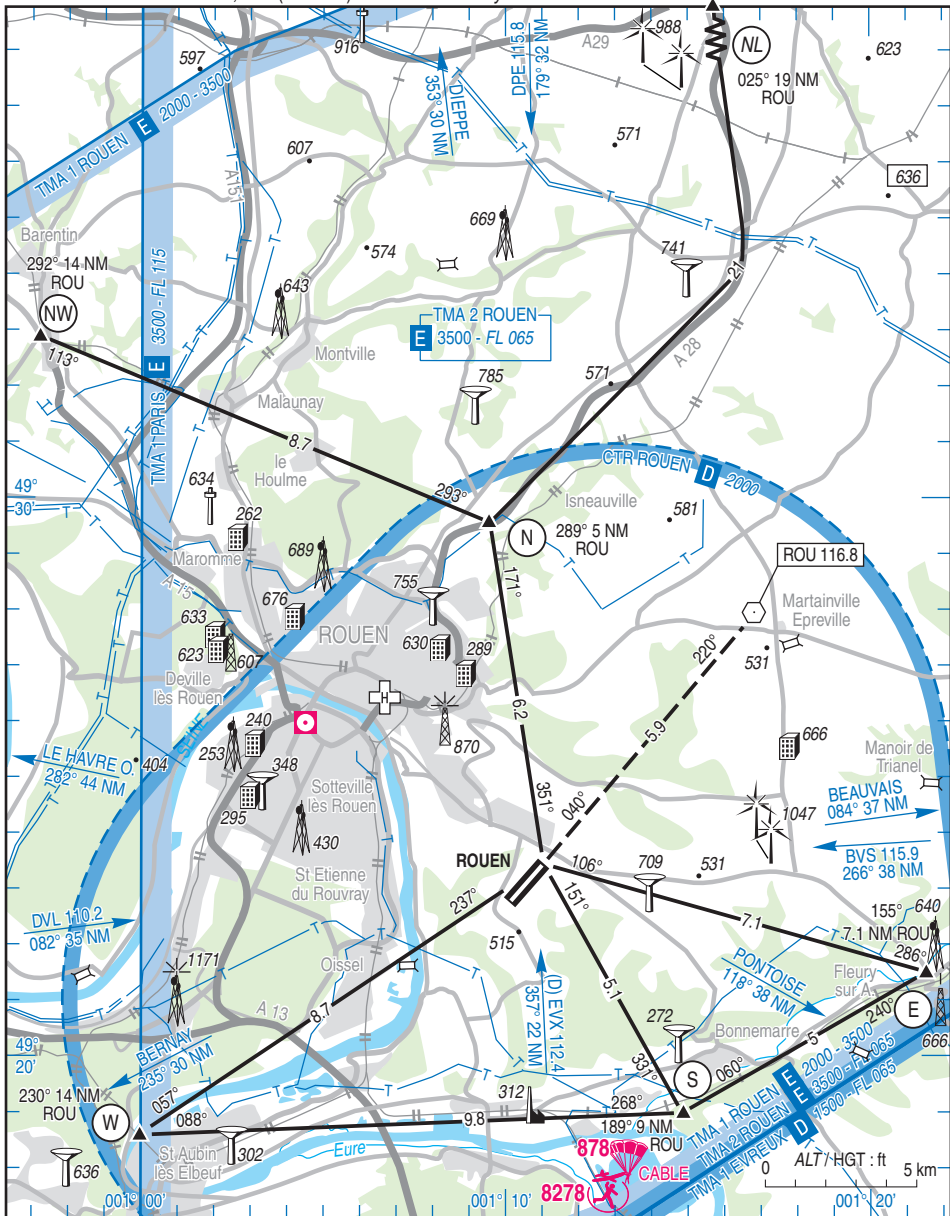 988
A29
NL
623
916
597
025° 19 NM
ROU
DPE 115.8
179° 32 NM
DIEPPE
353° 30 NM
TMA 1 ROUEN E 2000 - 3500
A151
607
571
636
669
574
741
21
Barentin
292° 14 NM
ROU
NW
113°
643
TMA 1 PARIS E 3500 - FL 115
TMA 2 ROUEN
E 3500 - FL 065
Montville
A 28
571
785
Malaunay
8.7
le
Houlme
293°
CTR ROUEN D 2000
49°
30'
634
262
Isneauville
581
N
289° 5 NM
ROU
Maromme
689
A-15
755
171°
ROU 116.8
676
ROUEN
Martainville
Epreville
633
630
289
220°
531
623
607
Deville
lès Rouen
H
6.2
5.9
SEINE
240
253
870
666
Manoir de
Trianel
LE HAVRE O.
282° 44 NM
404
348
295
Sotteville
lès Rouen
351°
040°
1047
BEAUVAIS
084° 37 NM
430
ROUEN
106°
709
531
BVS 115.9
266° 38 NM
St Etienne
du Rouvray
237°
151°
7.1
DVL 110.2
082° 35 NM
515
155°
640
7.1 NM ROU
286°
1171
Oissel
(D) EVX 112.4
357° 22 NM
PONTOISE
118° 38 NM
Fleury
sur A.
E
8.7
5.1
A 13
272
Bonnemarre
240°
666
49°
20'
BERNAY
235° 30 NM
5
331°
S
060°
230° 14 NM
ROU
W
057°
088°
312
268°
9.8
189° 9 NM
ROU
TMA 1 ROUEN E 2000 - 3500
TMA2 ROUEN E 3500 - FL 065
TMA 1 EVREUX D 1500 - FL 065
St Aubin
lès Elbeuf
302
Eure
636
878
CABLE
8278
ALT / HGT : ft
0
5 km
001° 00'
001° 10'
001° 20'